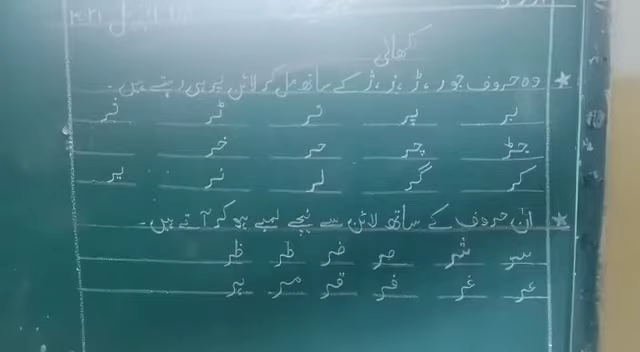 لکھائی
★ وہ حروف جو ر، ڑ، ز، ژ کے ساتھ مل کر لائن پر ہی رہتے ہیں۔
بر پر تر ٹر ثر
جڑ چر حر خر
کر گر لر نر یر
★ ان حروف کے ساتھ لائن سے نیچے لمبے ہو کر آتے ہیں۔
سر شر صر ضر طر ظر
عر غر فر قر مر ہر